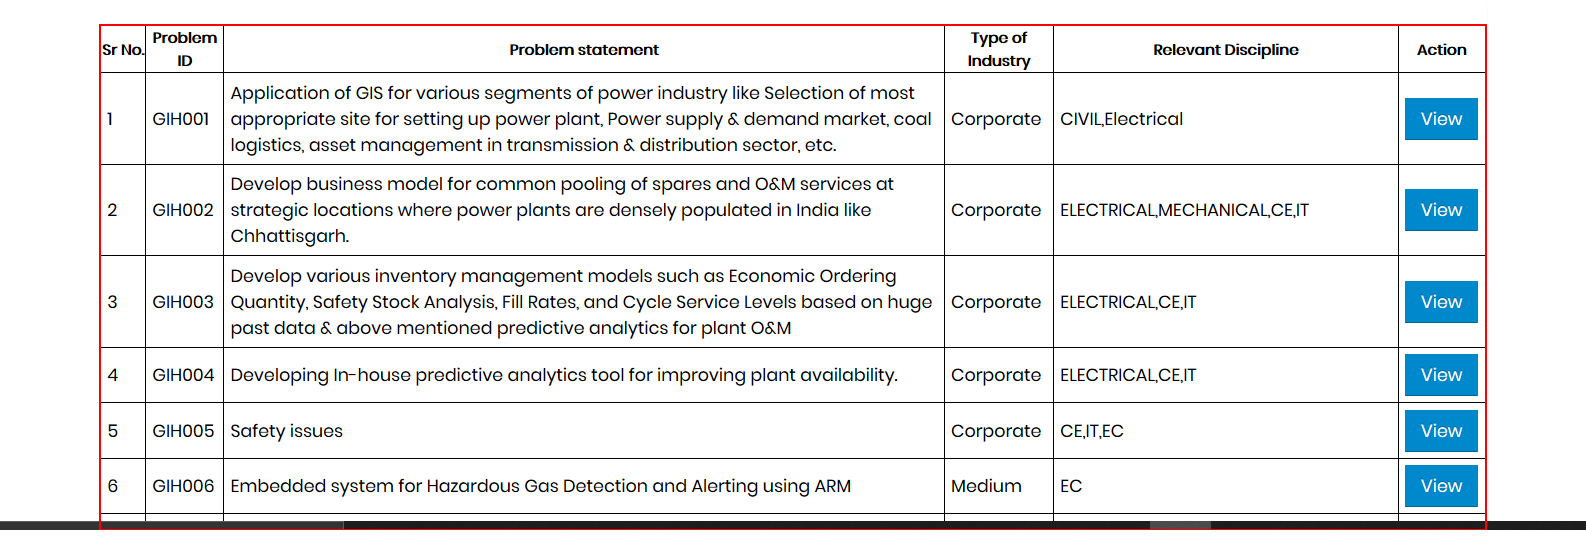 Sr No. Problem ID Problem statement Type of Industry Relevant Discipline Action
1 GIH001 Application of GIS for various segments of power industry like Selection of most
appropriate site for setting up power plant, Power supply & demand market, coal
logistics, asset management in transmission & distribution sector, etc. Corporate CIVIL,Electrical View
2 GIH002 Develop business model for common pooling of spares and O&M services at
strategic locations where power plants are densely populated in India like
Chhattisgarh. Corporate ELECTRICAL,MECHANICAL,CE,IT View
3 GIH003 Develop various inventory management models such as Economic Ordering
Quantity, Safety Stock Analysis, Fill Rates, and Cycle Service Levels based on huge
past data & above mentioned predictive analytics for plant O&M Corporate ELECTRICAL,CE,IT View
4 GIH004 Developing In-house predictive analytics tool for improving plant availability. Corporate ELECTRICAL,CE,IT View
5 GIH005 Safety issues Corporate CE,IT,EC View
6 GIH006 Embedded system for Hazardous Gas Detection and Alerting using ARM Medium EC View